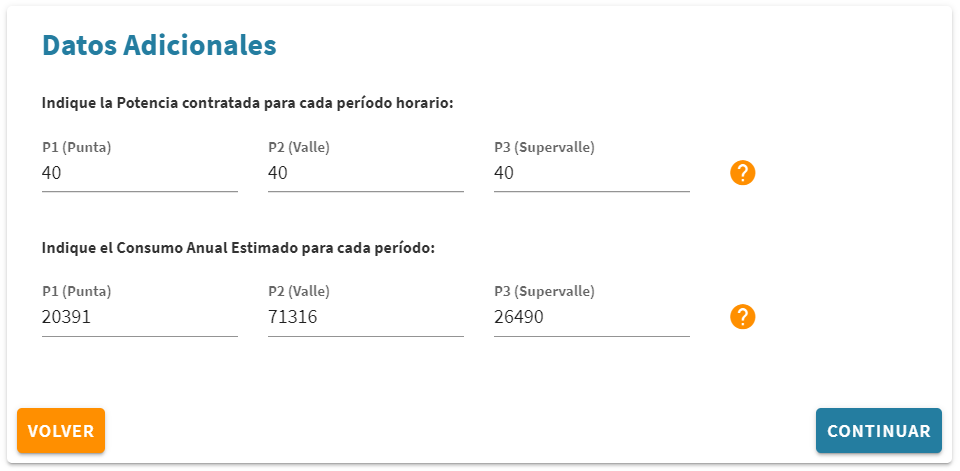 Datos Adicionales
Indique la Potencia contratada para cada período horario:
P1 (Punta) P2 (Valle) P3 (Supervalle)
40 40 40 ?
Indique el Consumo Anual Estimado para cada período:
P1 (Punta) P2 (Valle) P3 (Supervalle)
20391 71316 26490 ?
VOLVER CONTINUAR